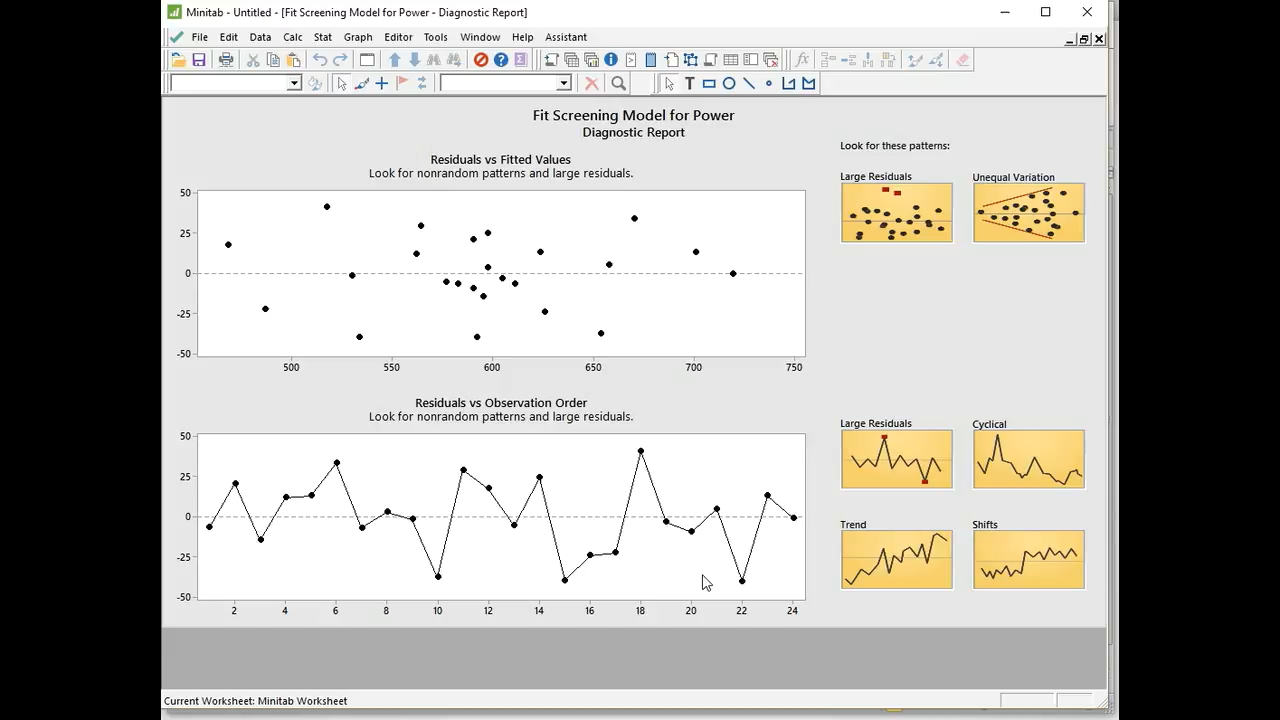 Minitab - Untitled - [Fit Screening Model for Power - Diagnostic Report]
File Edit Data Calc Stat Graph Editor Tools Window Help Assistant
Fit Screening Model for Power
Diagnostic Report
Residuals vs Fitted Values
Look for nonrandom patterns and large residuals.
50
25
0
-25
-50
500 550 600 650 700 750
Look for these patterns:
Large Residuals Unequal Variation
Residuals vs Observation Order
Look for nonrandom patterns and large residuals.
50
25
0
-25
-50
2 4 6 8 10 12 14 16 18 20 22 24
Large Residuals Cyclical
Trend Shifts
Current Worksheet: Minitab Worksheet